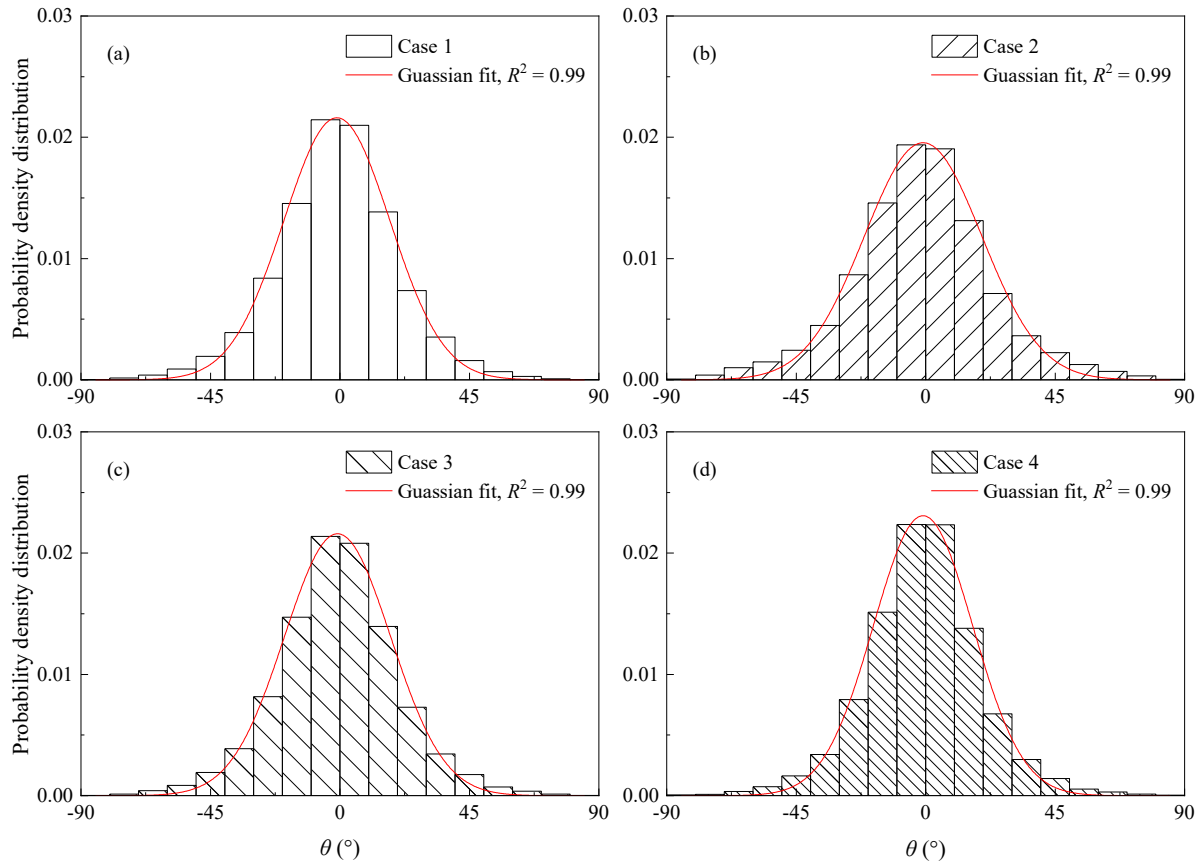 (a)
Case 1
Guassian fit, R² = 0.99
Probability density distribution
0.03
0.02
0.01
0.00
-90
-45
0
45
90
(b)
Case 2
Guassian fit, R² = 0.99
0.03
0.02
0.01
0.00
-90
-45
0
45
90
(c)
Case 3
Guassian fit, R² = 0.99
Probability density distribution
0.03
0.02
0.01
0.00
-90
-45
0
45
90
θ (°)
(d)
Case 4
Guassian fit, R² = 0.99
0.03
0.02
0.01
0.00
-90
-45
0
45
90
θ (°)